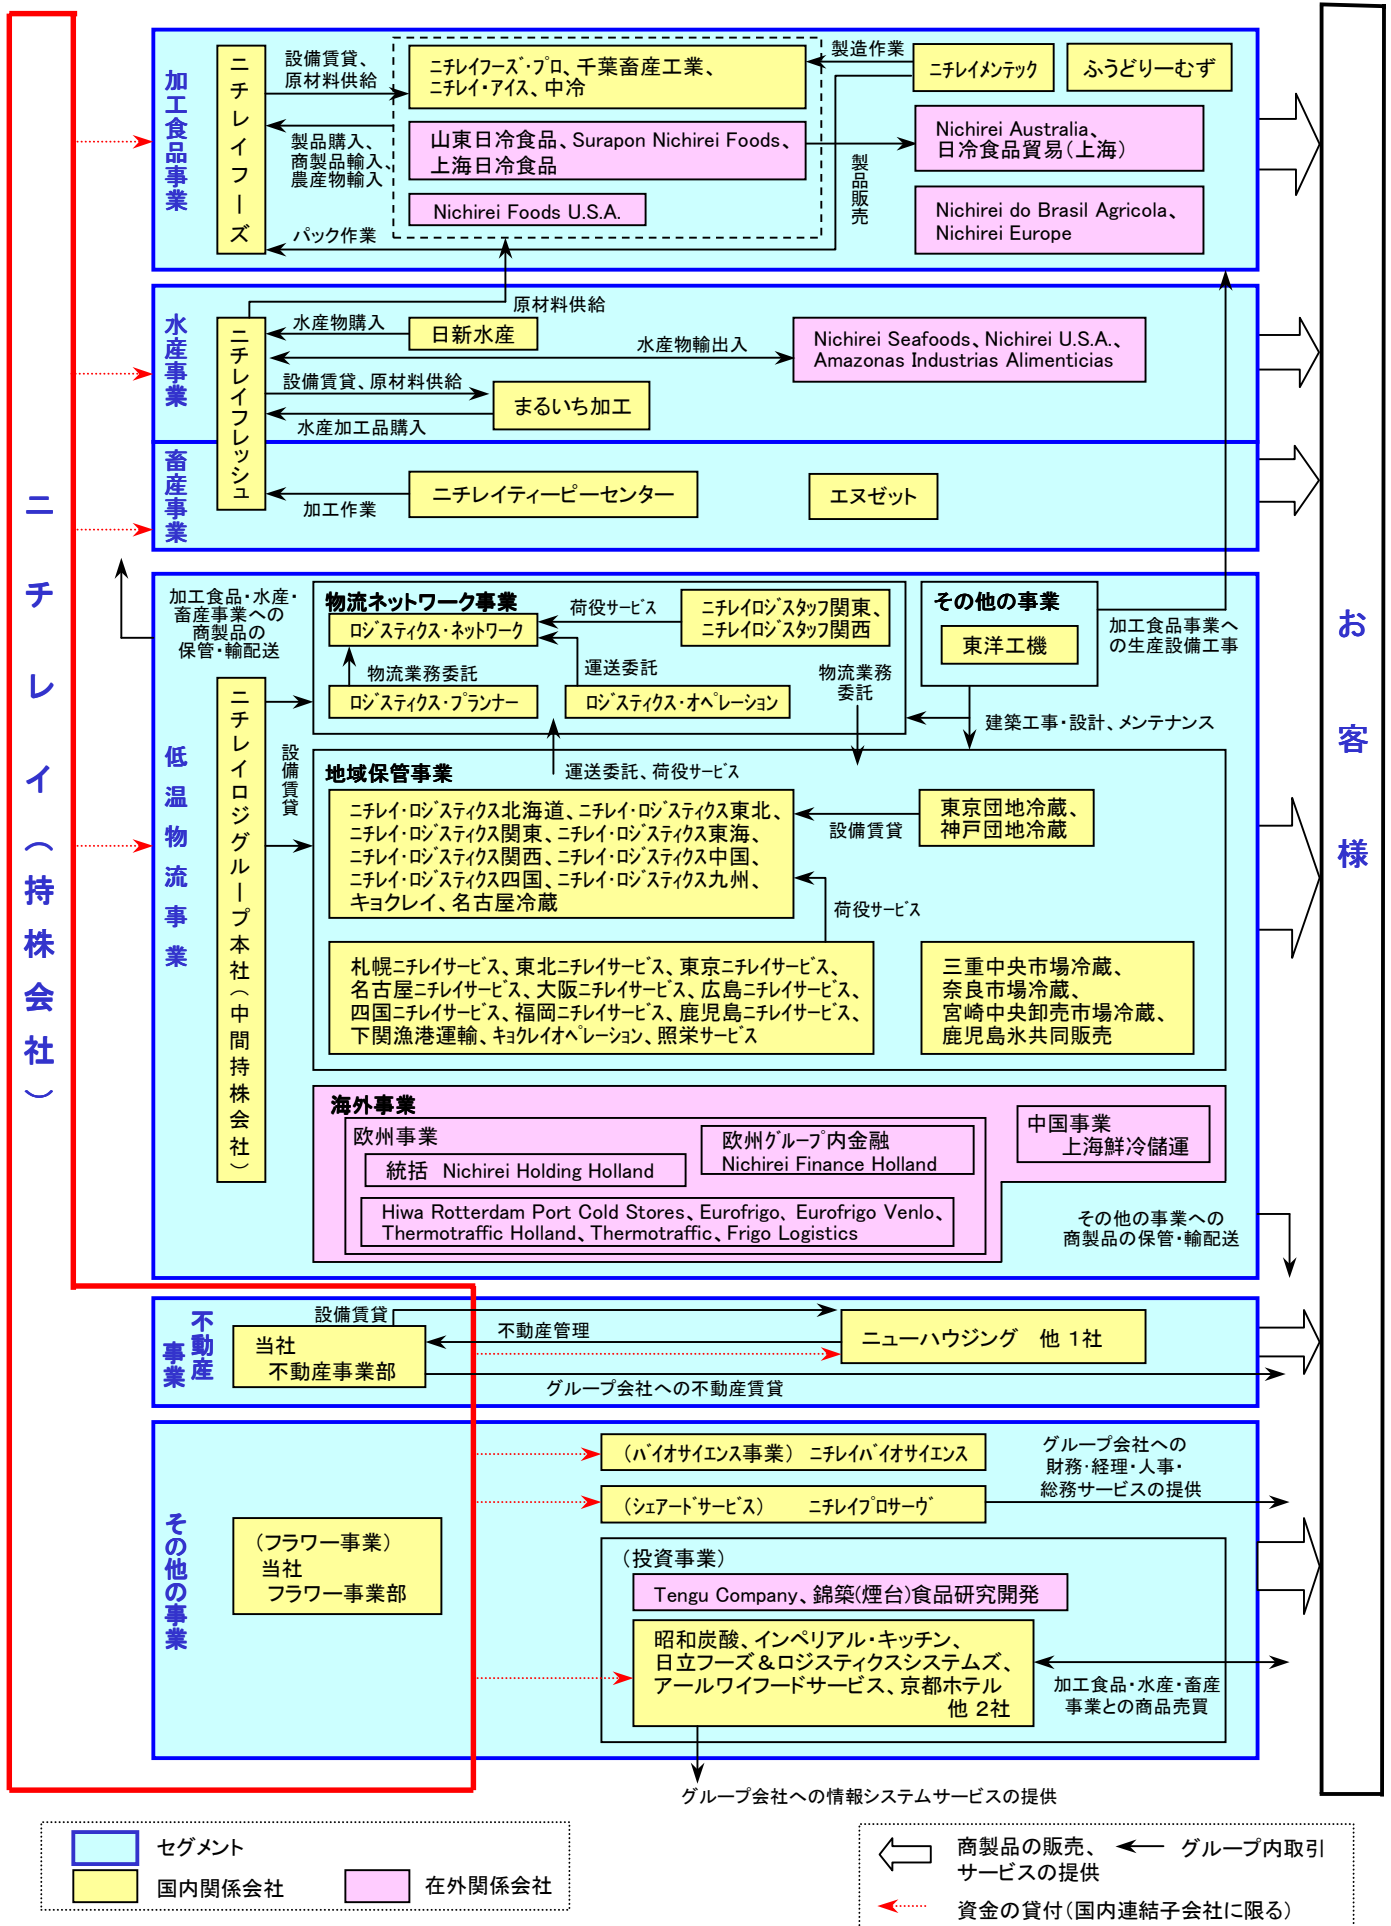 ニチレイ（持株会社）
お客様
加工食品事業
ニチレイフーズ
設備賃貸、
原材料供給
ニチレイフーズ・プロ、千葉畜産工業、
ニチレイ・アイス、中冷
製造作業
ニチレイメンテック
ふうどりーむず
製品購入、
商製品輸入、
農産物輸入
山東日冷食品、Surapon Nichirei Foods、
上海日冷食品
製品販売
Nichirei Australia、
日冷食品貿易（上海）
Nichirei Foods U.S.A.
Nichirei do Brasil Agricola、
Nichirei Europe
パック作業
水産事業
ニチレイフレッシュ
原材料供給
水産物購入
日新水産
水産物輸出入
Nichirei Seafoods、Nichirei U.S.A.、
Amazonas Industrias Alimenticias
設備賃貸、原材料供給
まるいち加工
水産加工品購入
畜産事業
ニチレイティーピーセンター
エヌゼット
加工作業
加工食品・水産・
畜産事業への
商製品の
保管・輸配送
低温物流事業
ニチレイロジグループ本社（中間持株会社）
設備賃貸
物流ネットワーク事業
ロジスティクス・ネットワーク
荷役サービス
ニチレイロジスタッフ関東、
ニチレイロジスタッフ関西
物流業務委託
運送委託
ロジスティクス・プランナー
ロジスティクス・オペレーション
物流業務
委託
その他の事業
東洋工機
加工食品事業へ
の生産設備工事
建築工事・設計、メンテナンス
地域保管事業
運送委託、荷役サービス
ニチレイ・ロジスティクス北海道、ニチレイ・ロジスティクス東北、
ニチレイ・ロジスティクス関東、ニチレイ・ロジスティクス東海、
ニチレイ・ロジスティクス関西、ニチレイ・ロジスティクス中国、
ニチレイ・ロジスティクス四国、ニチレイ・ロジスティクス九州、
キョクレイ、名古屋冷蔵
設備賃貸
東京団地冷蔵、
神戸団地冷蔵
荷役サービス
札幌ニチレイサービス、東北ニチレイサービス、東京ニチレイサービス、
名古屋ニチレイサービス、大阪ニチレイサービス、広島ニチレイサービス、
四国ニチレイサービス、福岡ニチレイサービス、鹿児島ニチレイサービス、
下関漁港運輸、キョクレイオペレーション、照栄サービス
三重中央市場冷蔵、
奈良市場冷蔵、
宮崎中央卸売市場冷蔵、
鹿児島氷共同販売
海外事業
欧州事業
統括 Nichirei Holding Holland
欧州グループ内金融
Nichirei Finance Holland
中国事業
上海鮮冷儲運
Hiwa Rotterdam Port Cold Stores、Eurofrigo、Eurofrigo Venlo、
Thermotraffic Holland、Thermotraffic、Frigo Logistics
その他の事業への
商製品の保管・輸配送
不動産事業
設備賃貸
当社
不動産事業部
不動産管理
ニューハウジング 他 1社
グループ会社への不動産賃貸
その他の事業
（バイオサイエンス事業） ニチレイバイオサイエンス
（シェアードサービス） ニチレイプロサーヴ
グループ会社への
財務・経理・人事・
総務サービスの提供
（フラワー事業）
当社
フラワー事業部
（投資事業）
Tengu Company、錦築(煙台)食品研究開発
昭和炭酸、インペリアル・キッチン、
日立フーズ＆ロジスティクスシステムズ、
アールワイフードサービス、京都ホテル
他 2社
加工食品・水産・畜産
事業との商品売買
グループ会社への情報システムサービスの提供
セグメント
国内関係会社
在外関係会社
商製品の販売、
サービスの提供
グループ内取引
資金の貸付（国内連結子会社に限る）